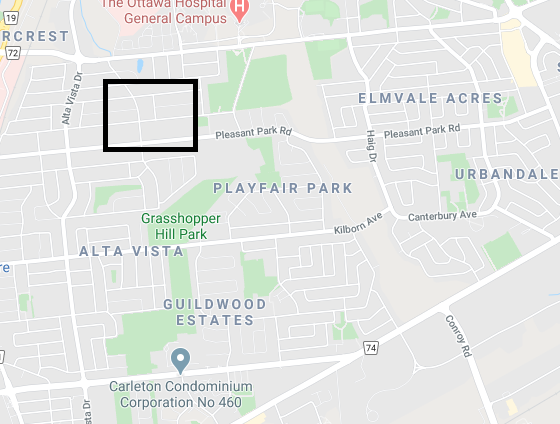 The Ottawa Hospital
General Campus
H
19
RCREST
72
Alta Vista Dr
ELMVALE ACRES
Pleasant Park Rd
Pleasant Park Rd
Haig Dr
URBANDALE
PLAYFAIR PARK
Grasshopper
Hill Park
Canterbury Ave
Kilborn Ave
ALTA VISTA
re
GUILDWOOD
ESTATES
Conroy Rd
74
Carleton Condominium
Corporation No 460
ta Vista Dr